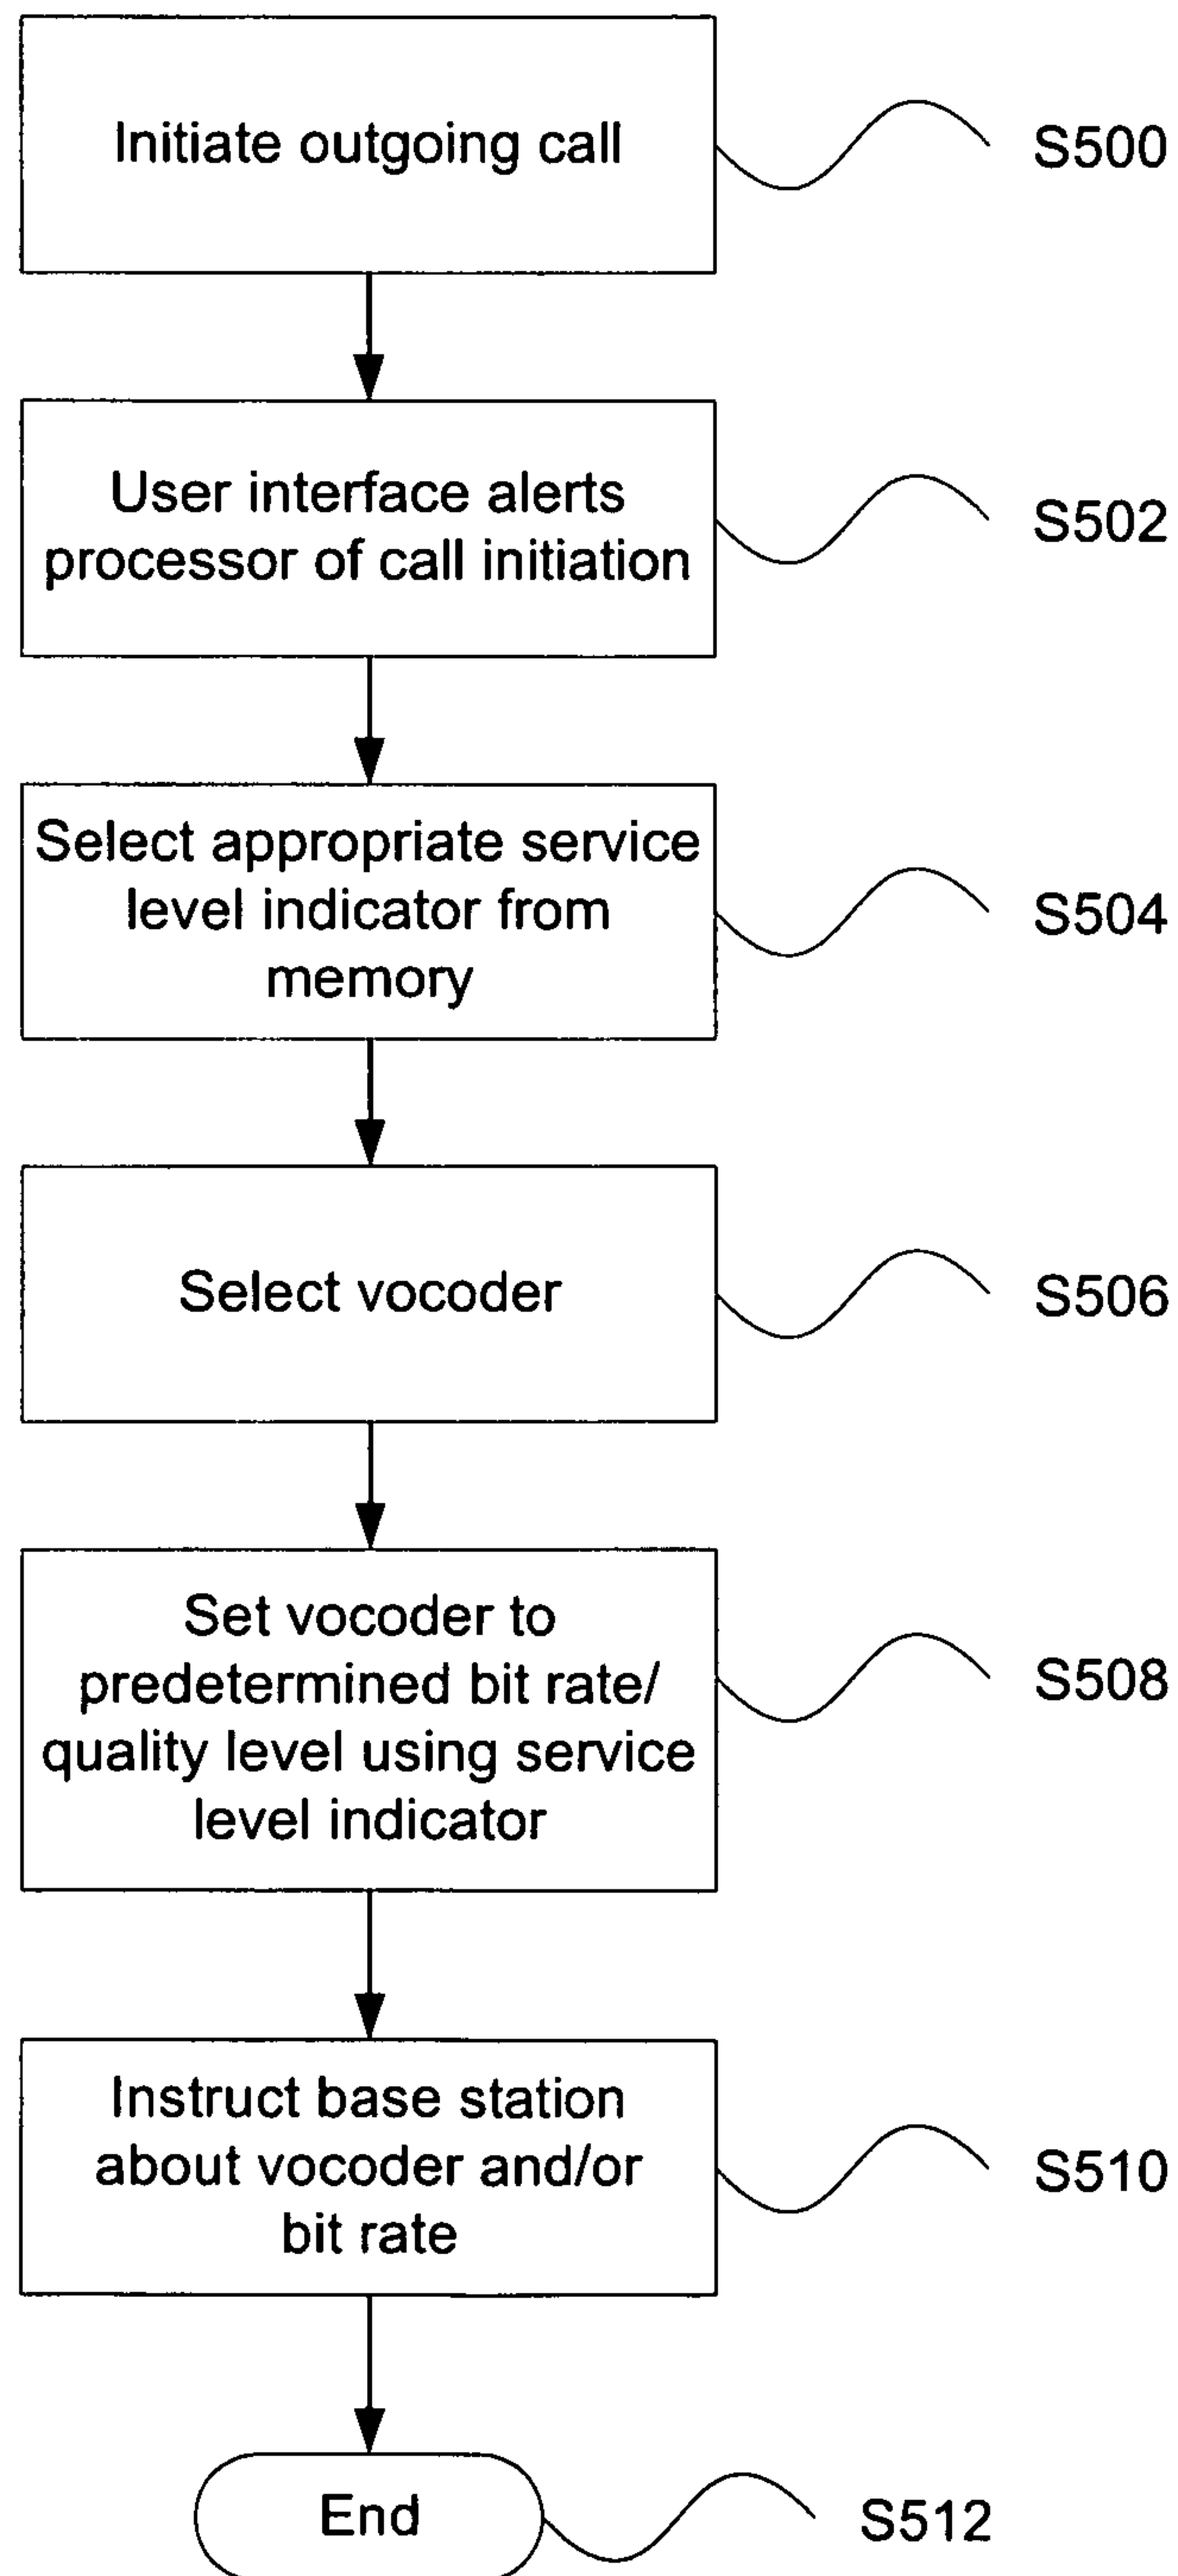 Initiate outgoing call
S500
User interface alerts
processor of call initiation
S502
Select appropriate service
level indicator from
memory
S504
Select vocoder
S506
Set vocoder to
predetermined bit rate/
quality level using service
level indicator
S508
Instruct base station
about vocoder and/or
bit rate
S510
End
S512